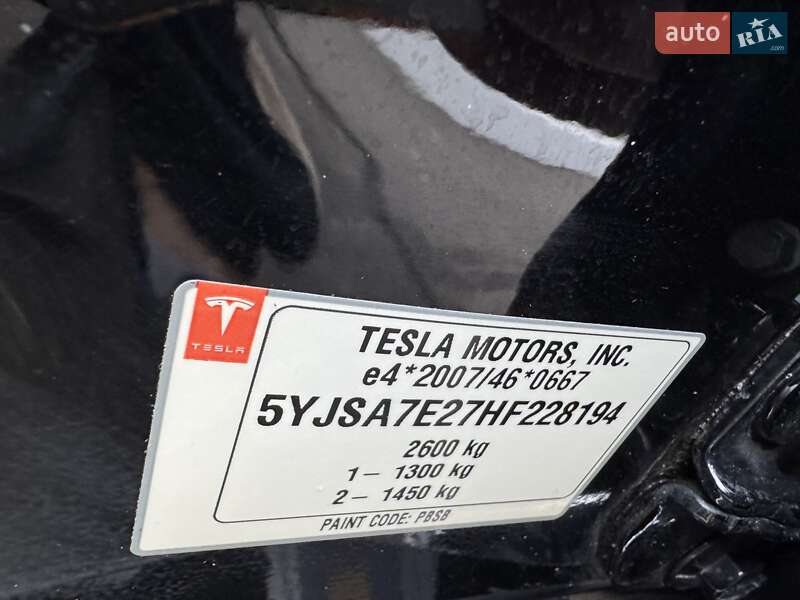 auto RIA.com
TESLA
TESLA MOTORS, INC.
e4*2007/46*0667
5YJSA7E27HF228194
2600 kg
1– 1300 kg
2– 1450 kg
PAINT CODE: PBSB